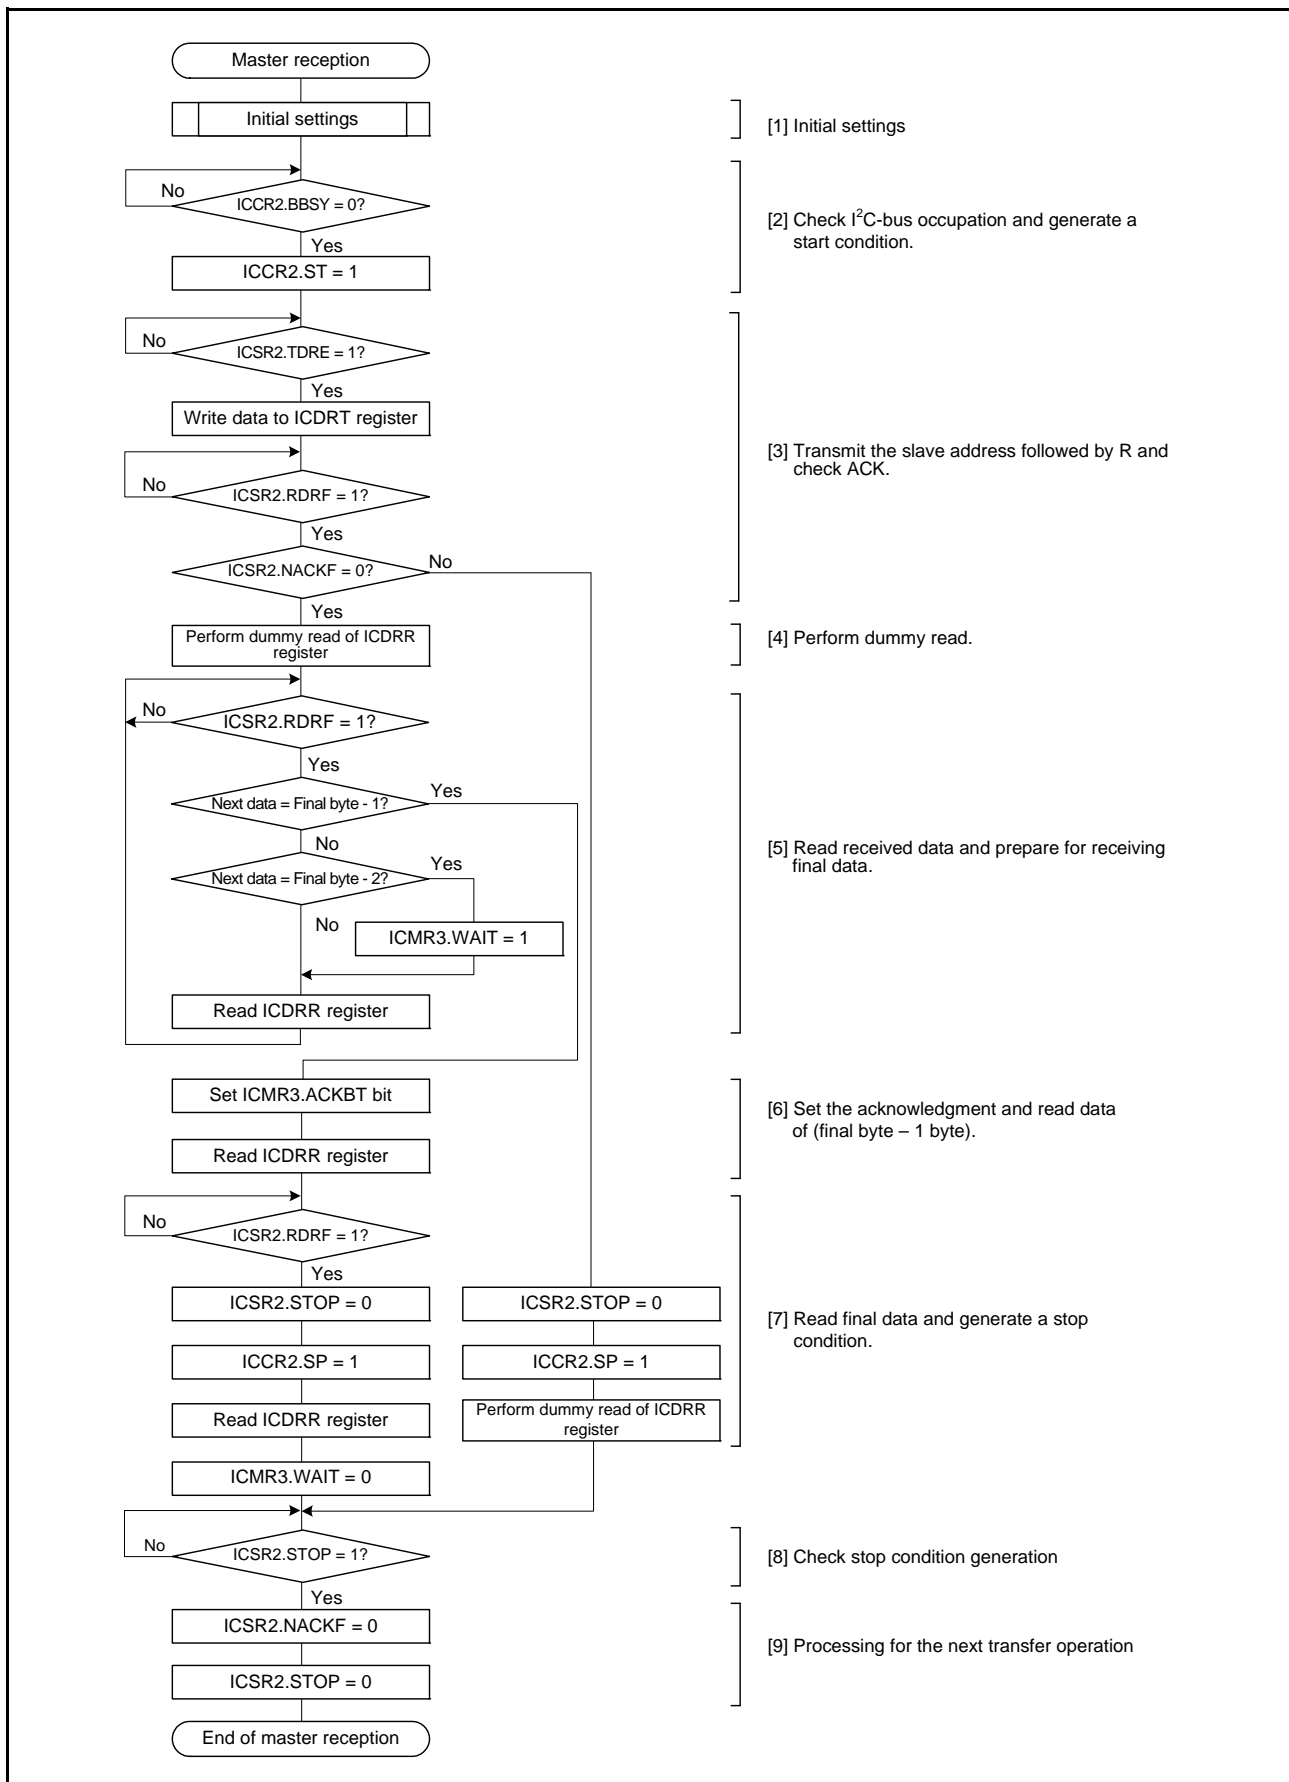 Master reception
Initial settings
[1] Initial settings
No
ICCR2.BBSY = 0?
[2] Check I²C-bus occupation and generate a
start condition.
Yes
ICCR2.ST = 1
No
ICSR2.TDRE = 1?
Yes
Write data to ICDRT register
[3] Transmit the slave address followed by R and
check ACK.
No
ICSR2.RDRF = 1?
Yes
No
ICSR2.NACKF = 0?
Yes
Perform dummy read of ICDRR
register
[4] Perform dummy read.
No
ICSR2.RDRF = 1?
Yes
Yes
Next data = Final byte - 1?
No
Yes
[5] Read received data and prepare for receiving
final data.
Next data = Final byte - 2?
No
ICMR3.WAIT = 1
Read ICDRR register
Set ICMR3.ACKBT bit
[6] Set the acknowledgment and read data
of (final byte – 1 byte).
Read ICDRR register
No
ICSR2.RDRF = 1?
Yes
ICSR2.STOP = 0
ICSR2.STOP = 0
[7] Read final data and generate a stop
condition.
ICCR2.SP = 1
ICCR2.SP = 1
Read ICDRR register
Perform dummy read of ICDRR
register
ICMR3.WAIT = 0
No
ICSR2.STOP = 1?
[8] Check stop condition generation
Yes
ICSR2.NACKF = 0
[9] Processing for the next transfer operation
ICSR2.STOP = 0
End of master reception